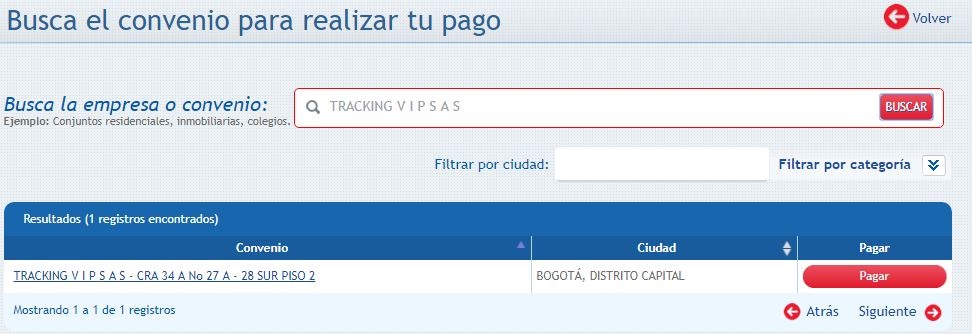 Busca el convenio para realizar tu pago
Volver
Busca la empresa o convenio:
TRACKING V I P S A S
BUSCAR
Ejemplo: Conjuntos residenciales, inmobiliarias, colegios.
Filtrar por ciudad:
Filtrar por categoría
Resultados (1 registros encontrados)
Convenio Ciudad Pagar
TRACKING V I P S A S - CRA 34 A No 27 A - 28 SUR PISO 2 BOGOTÁ, DISTRITO CAPITAL Pagar
Mostrando 1 a 1 de 1 registros Atrás Siguiente